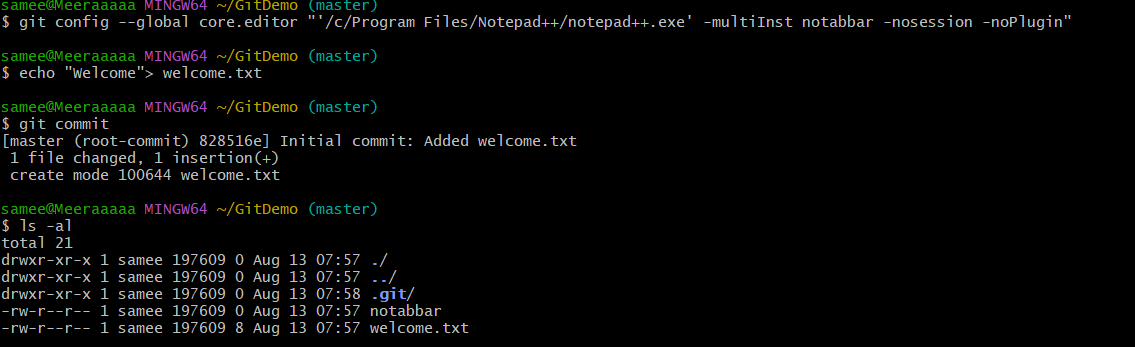 samee@Meeraaaaa MINGW64 ~/GitDemo (master)
$ git config --global core.editor "'/c/Program Files/Notepad++/notepad++.exe' -multiInst notabbar -nosession -noPlugin"
samee@Meeraaaaa MINGW64 ~/GitDemo (master)
$ echo "Welcome"> welcome.txt
samee@Meeraaaaa MINGW64 ~/GitDemo (master)
$ git commit
[master (root-commit) 828516e] Initial commit: Added welcome.txt
 1 file changed, 1 insertion(+)
 create mode 100644 welcome.txt
samee@Meeraaaaa MINGW64 ~/GitDemo (master)
$ ls -al
total 21
drwxr-xr-x 1 samee 197609 0 Aug 13 07:57 ./
drwxr-xr-x 1 samee 197609 0 Aug 13 07:57 ../
drwxr-xr-x 1 samee 197609 0 Aug 13 07:58 .git/
-rw-r--r-- 1 samee 197609 0 Aug 13 07:57 notabbar
-rw-r--r-- 1 samee 197609 8 Aug 13 07:57 welcome.txt